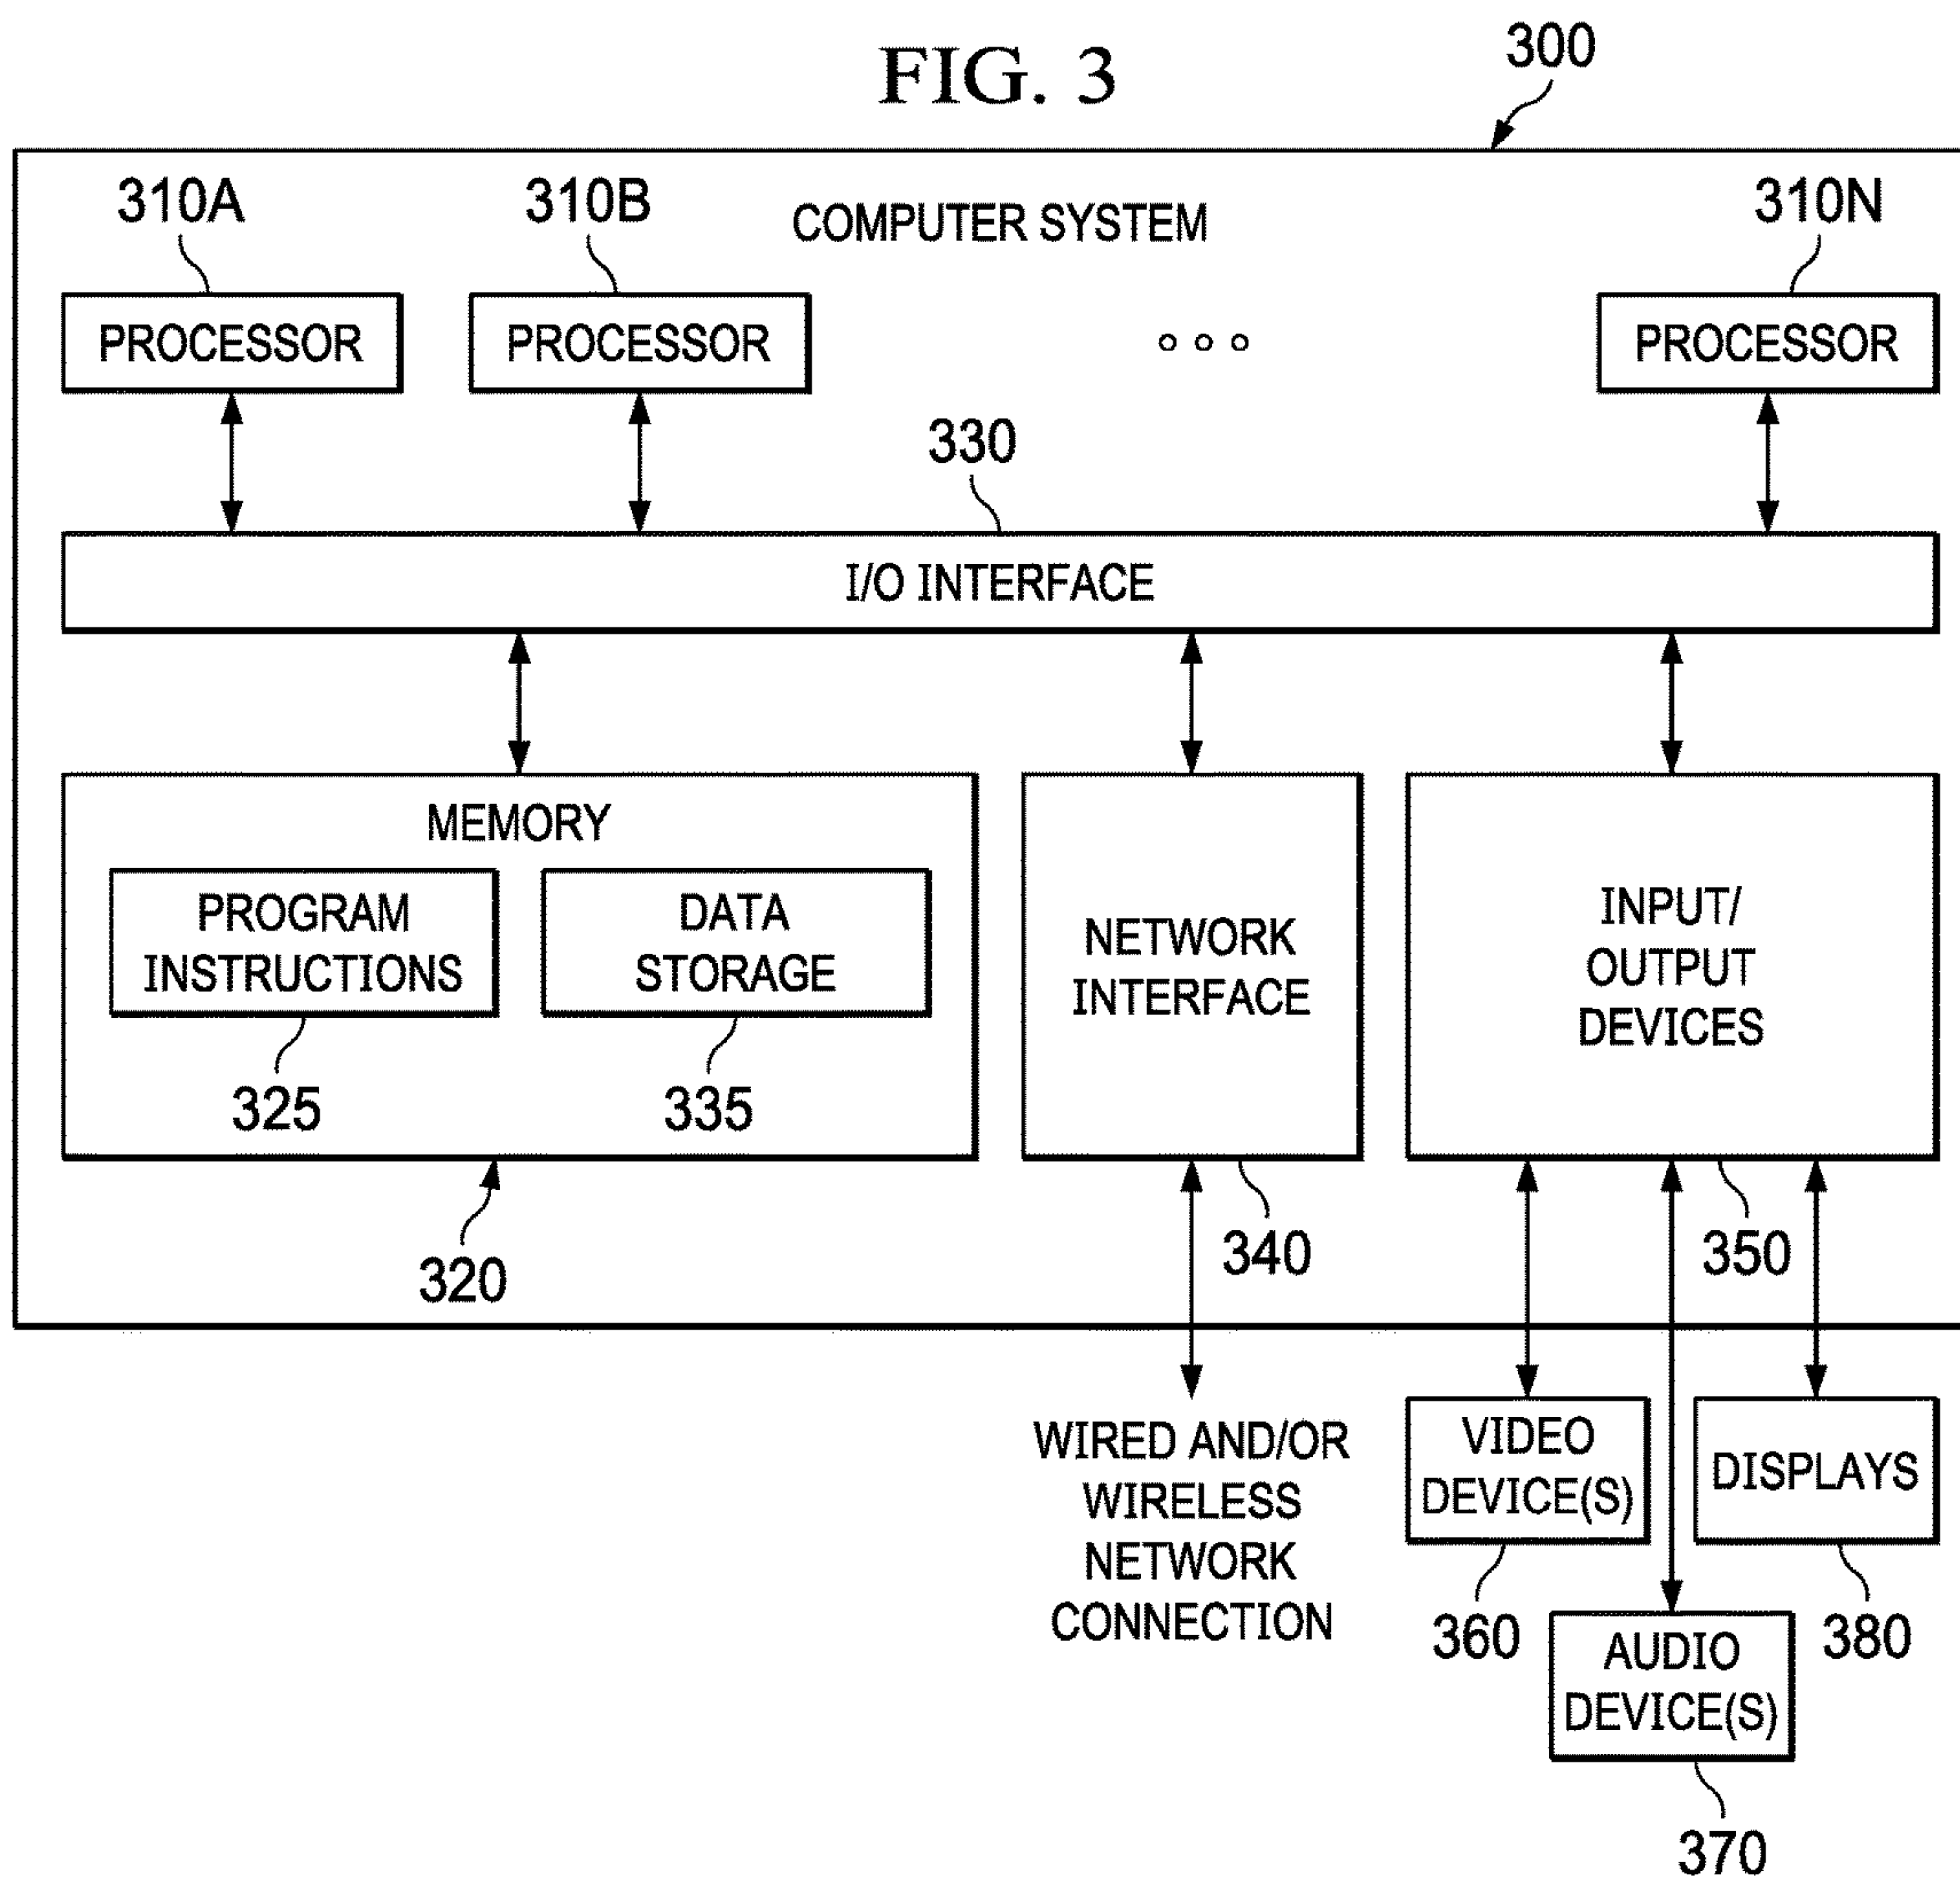 FIG. 3
300
310A
310B
COMPUTER SYSTEM
310N
PROCESSOR
PROCESSOR
PROCESSOR
330
I/O INTERFACE
MEMORY
PROGRAM
INSTRUCTIONS
DATA
STORAGE
325
335
320
NETWORK
INTERFACE
340
INPUT/
OUTPUT
DEVICES
350
WIRED AND/OR
WIRELESS
NETWORK
CONNECTION
VIDEO
DEVICE(S)
360
DISPLAYS
380
AUDIO
DEVICE(S)
370